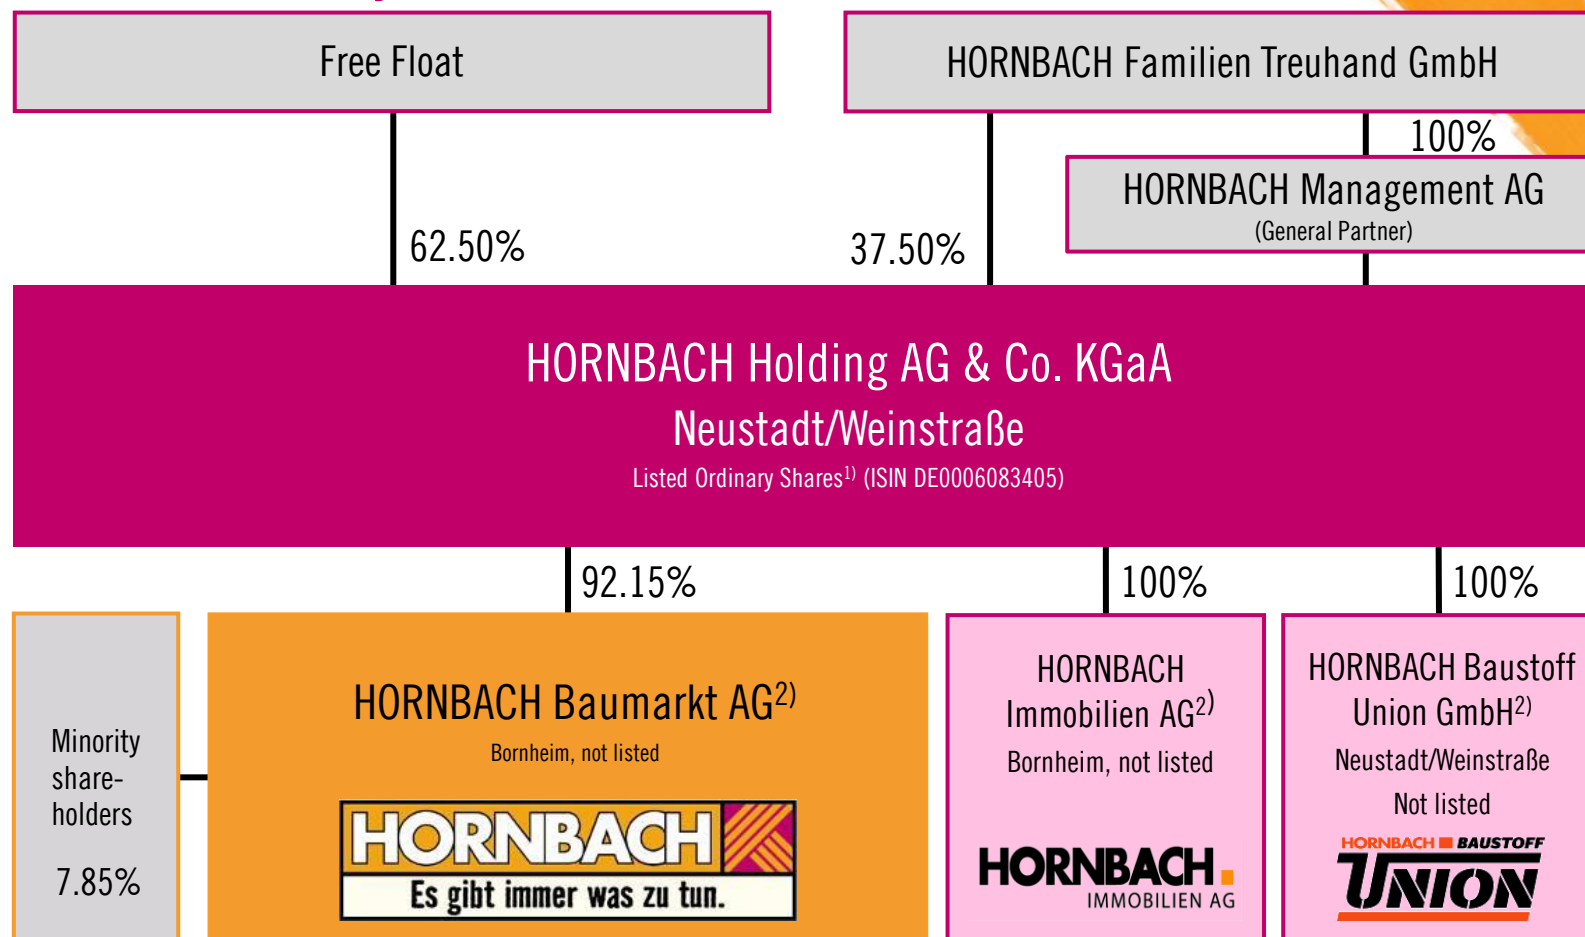 Free Float
HORNBACH Familien Treuhand GmbH
100%
HORNBACH Management AG
(General Partner)
62.50%
37.50%
HORNBACH Holding AG & Co. KGaA
Neustadt/Weinstraße
Listed Ordinary Shares1) (ISIN DE0006083405)
92.15%
100%
100%
Minority
share-
holders
7.85%
HORNBACH Baumarkt AG2)
Bornheim, not listed
HORNBACH
Es gibt immer was zu tun.
HORNBACH
Immobilien AG2)
Bornheim, not listed
HORNBACH
IMMOBILIEN AG
HORNBACH Baustoff
Union GmbH2)
Neustadt/Weinstraße
Not listed
HORNBACH BAUSTOFF
UNION